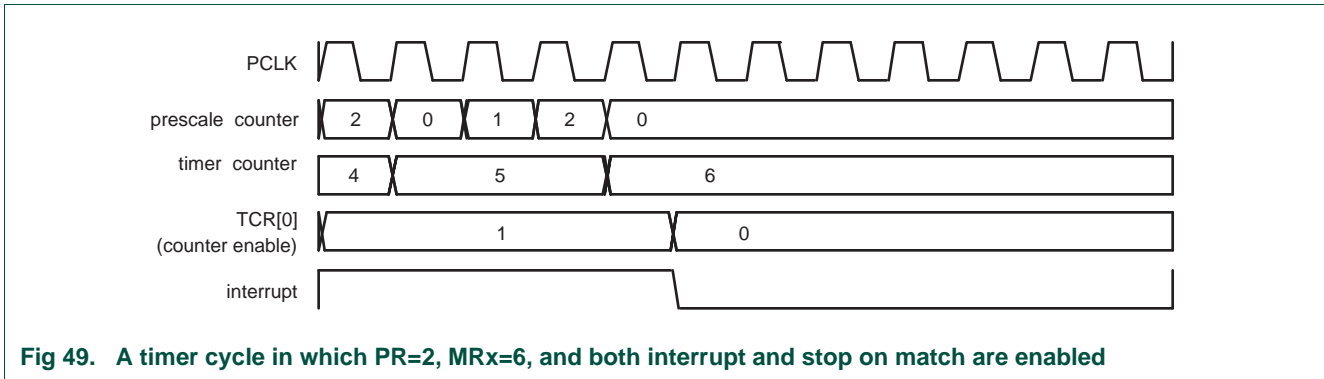 PCLK
prescale counter 2 0 1 2 0
timer counter 4 5 6
TCR[0]
(counter enable) 1 0
interrupt
Fig 49. A timer cycle in which PR=2, MRx=6, and both interrupt and stop on match are enabled